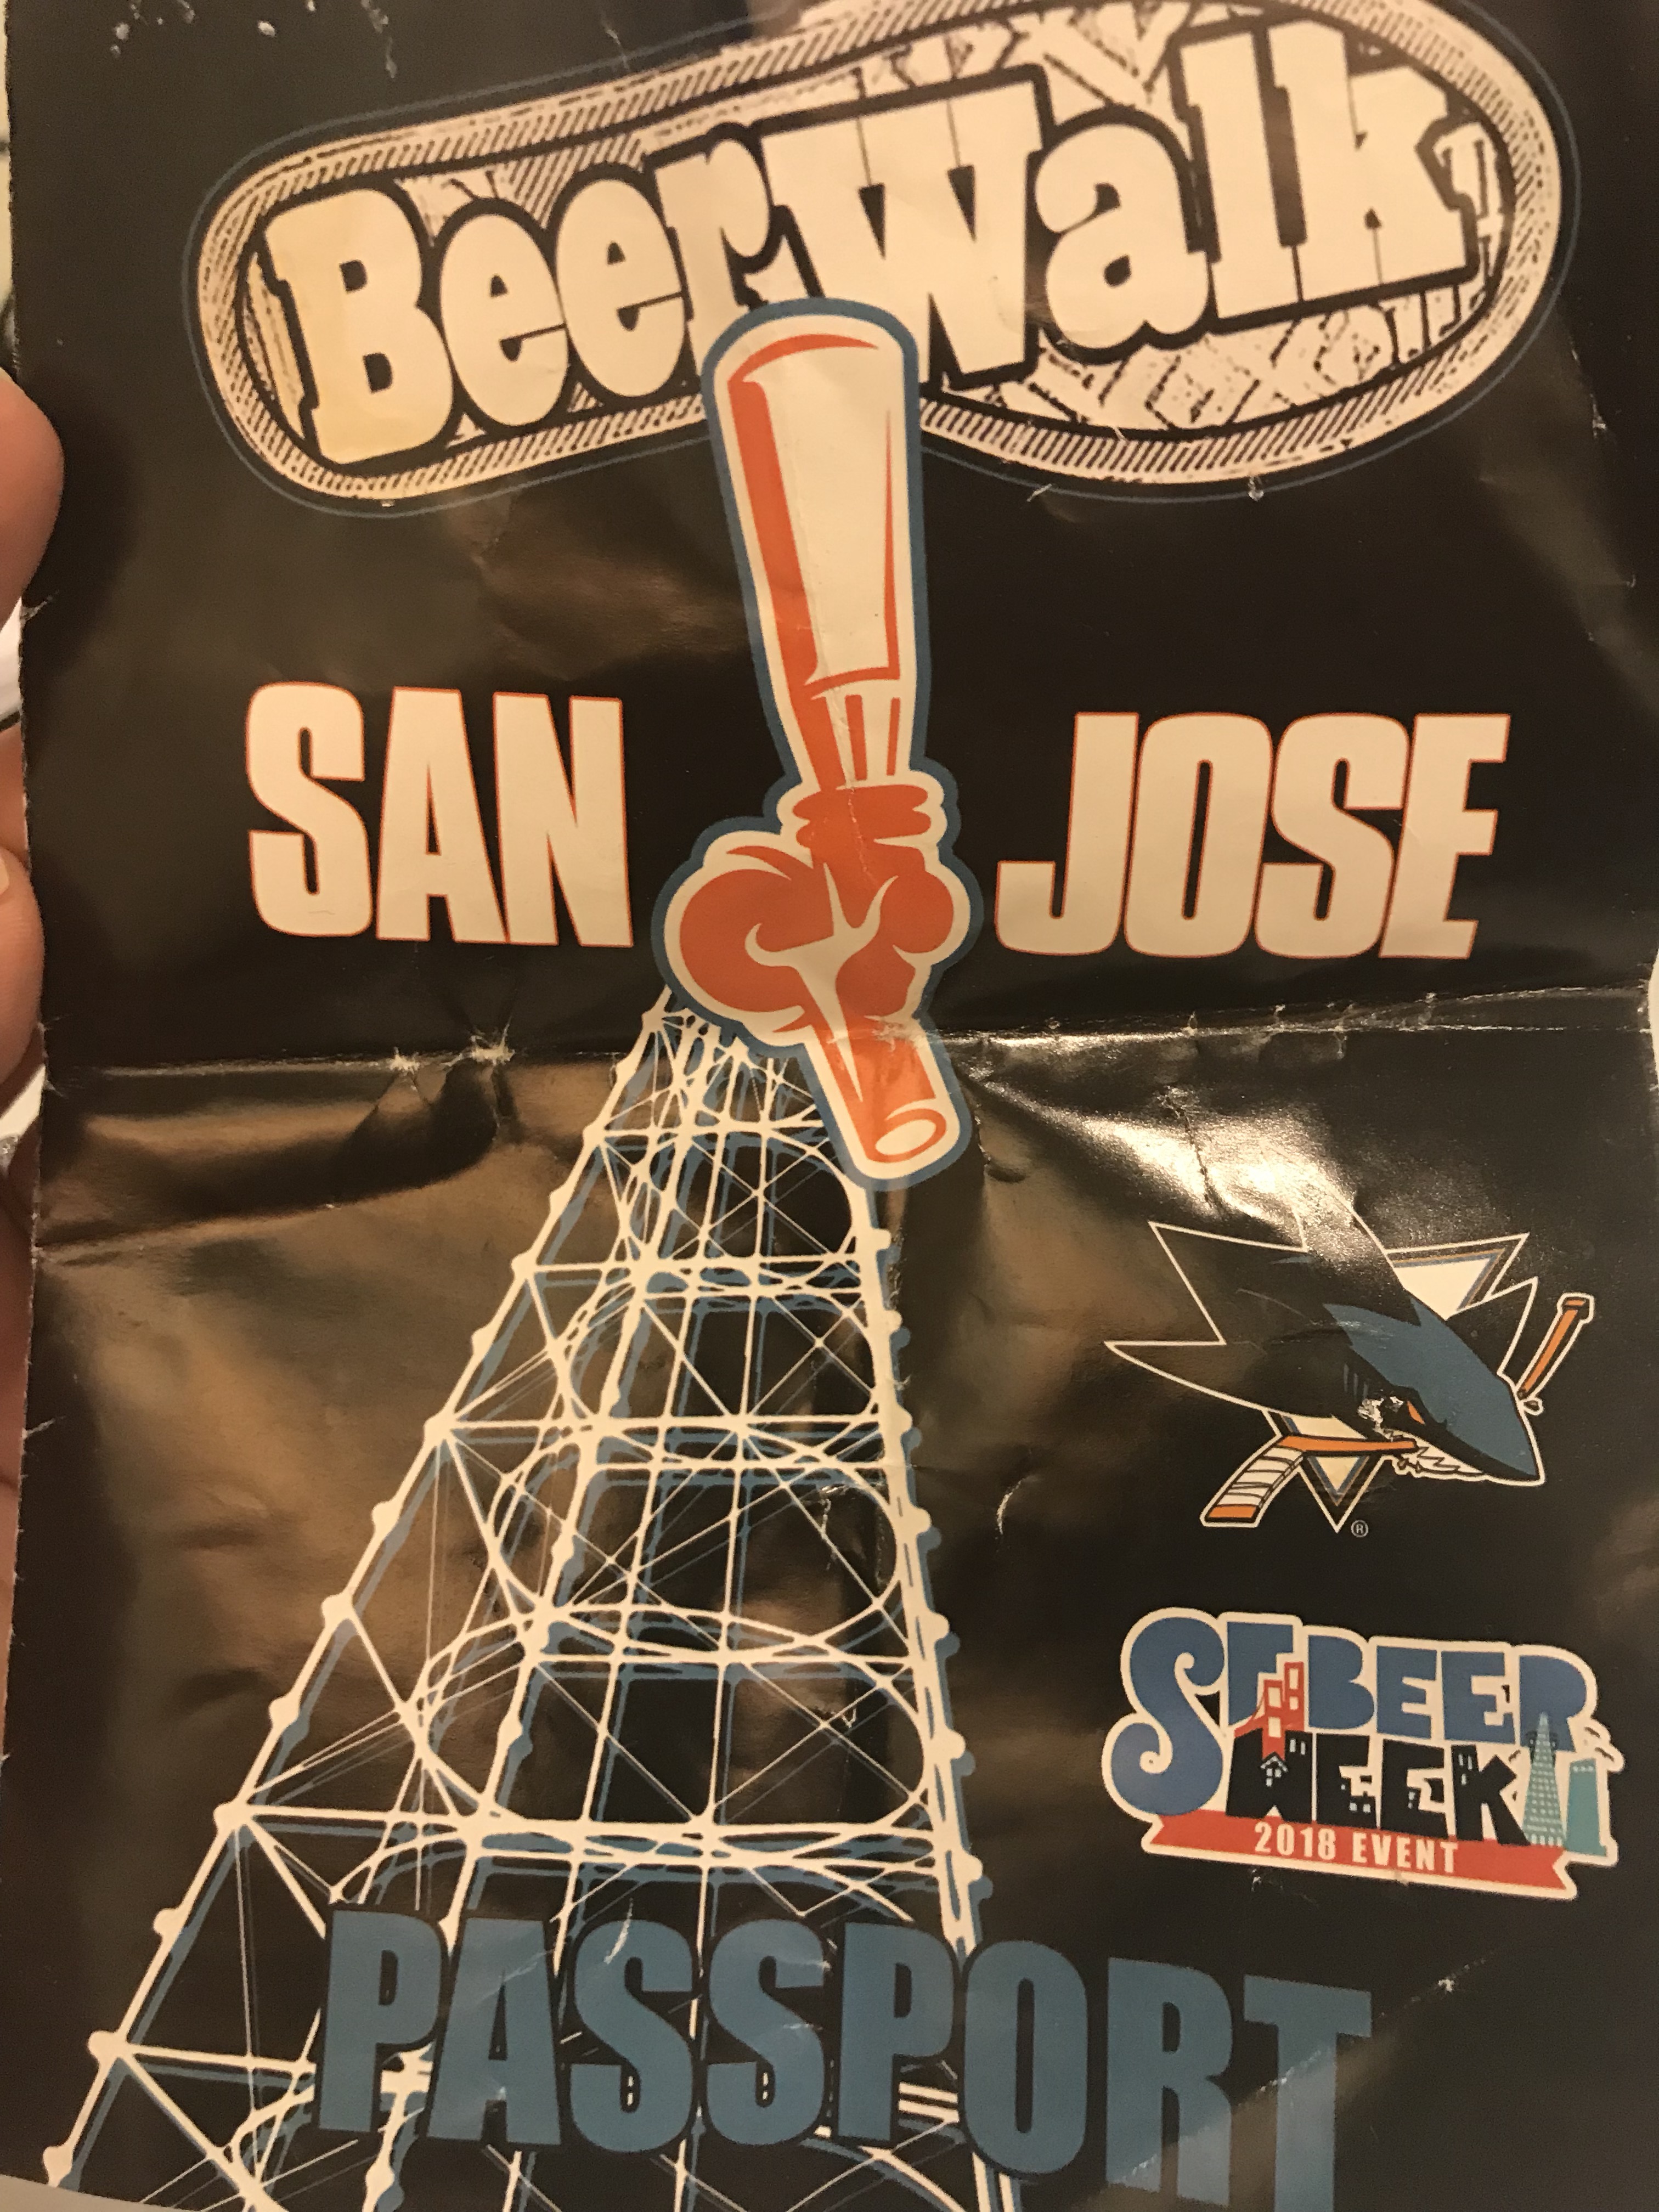 BeerWalk
SAN JOSE
®
SF BEER
WEEK
2018 EVENT
PASSPORT